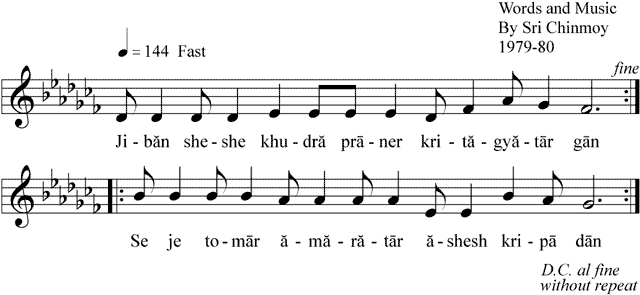 Words and Music
By Sri Chinmoy
1979-80
= 144 Fast
fine
Ji - băn she - she khu - dră prā - ner kri - tă - gyă - tār gān
Se je to - mār ă - mă - ră - tār ă - shesh kri - pā dān
D.C. al fine
without repeat